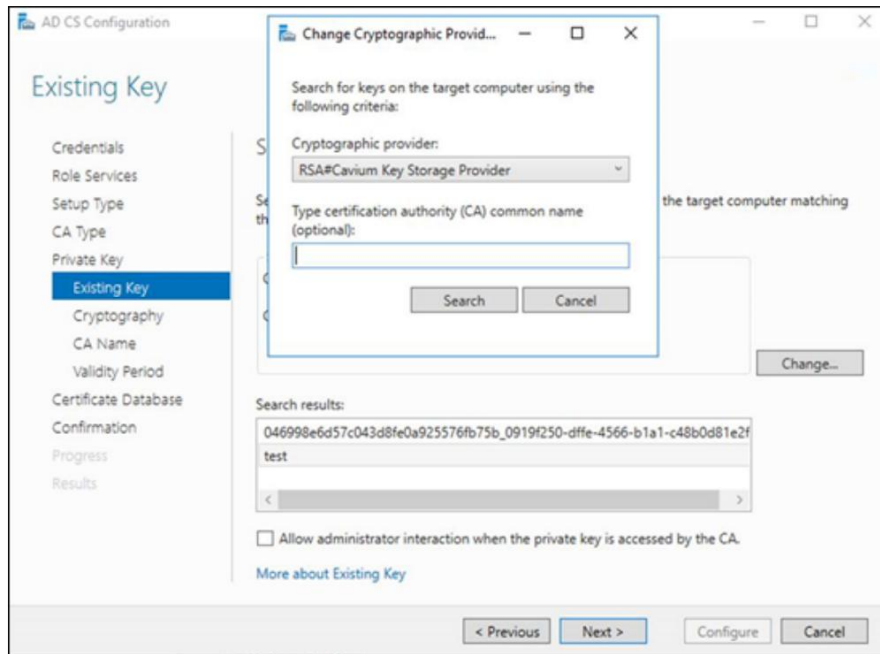 AD CS Configuration
Existing Key
Credentials
Role Services
Setup Type
CA Type
Private Key
Existing Key
Cryptography
CA Name
Validity Period
Certificate Database
Confirmation
Progress
Results
Change Cryptographic Provid...
Search for keys on the target computer using the
following criteria:
Cryptographic provider:
RSA#Cavium Key Storage Provider
Type certification authority (CA) common name
(optional):
Search
Cancel
the target computer matching
Change...
Search results:
046998e6d57c043d8fe0a925576fb75b_0919f250-dffe-4566-b1a1-c48b0d81e2f
test
Allow administrator interaction when the private key is accessed by the CA.
More about Existing Key
< Previous
Next >
Configure
Cancel